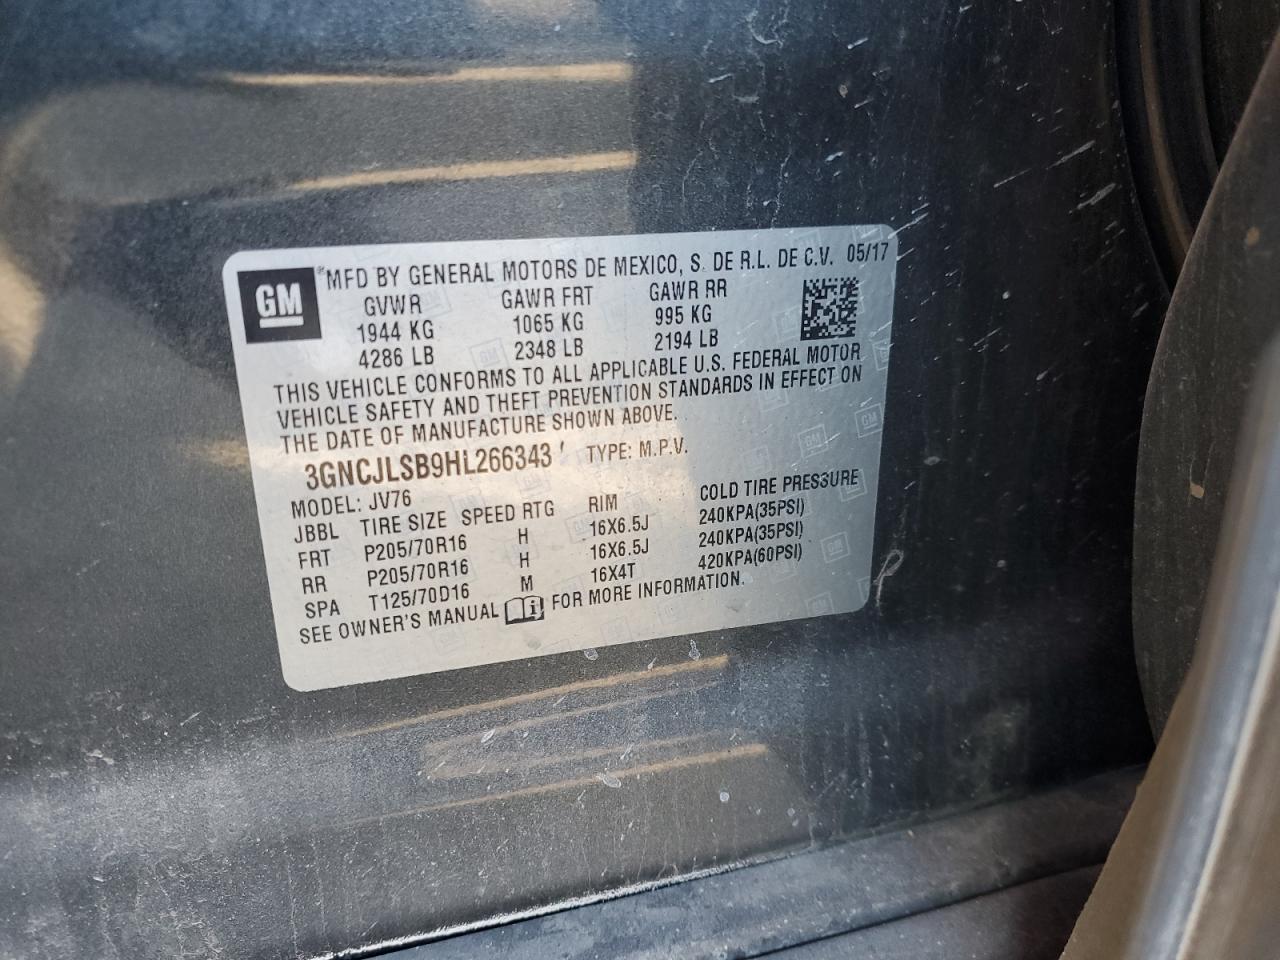 GM
®MFD BY GENERAL MOTORS DE MEXICO, S. DE R.L. DE C.V. 05/17
GVWR GAWR FRT GAWR RR
1944 KG 1065 KG 995 KG
4286 LB 2348 LB 2194 LB
THIS VEHICLE CONFORMS TO ALL APPLICABLE U.S. FEDERAL MOTOR
VEHICLE SAFETY AND THEFT PREVENTION STANDARDS IN EFFECT ON
THE DATE OF MANUFACTURE SHOWN ABOVE.
3GNCJLSB9HL266343 TYPE: M.P.V.
MODEL: JV76
JBBL TIRE SIZE SPEED RTG RIM COLD TIRE PRESSURE
FRT P205/70R16 H 16X6.5J 240KPA(35PSI)
RR P205/70R16 H 16X6.5J 240KPA(35PSI)
SPA T125/70D16 M 16X4T 420KPA(60PSI)
SEE OWNER'S MANUAL FOR MORE INFORMATION.